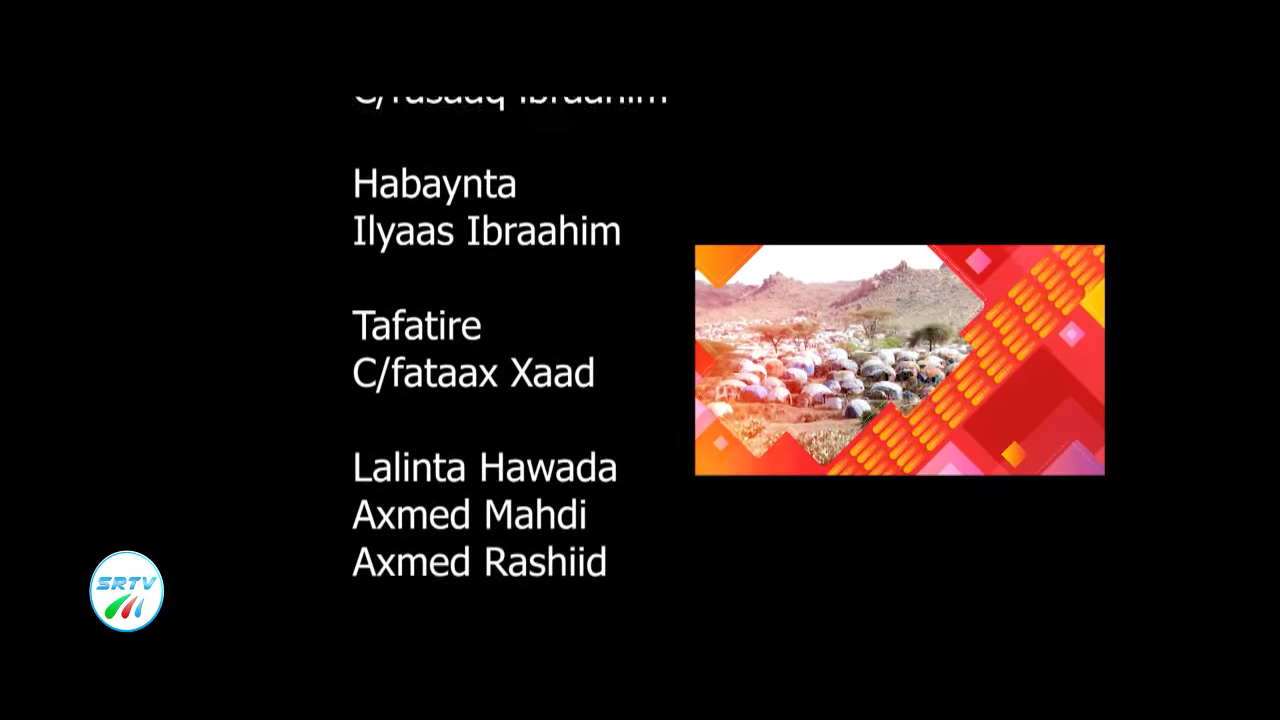 Habaynta
Ilyaas Ibraahim
Tafatire
C/fataax Xaad
Lalinta Hawada
Axmed Mahdi
Axmed Rashiid
SRTV